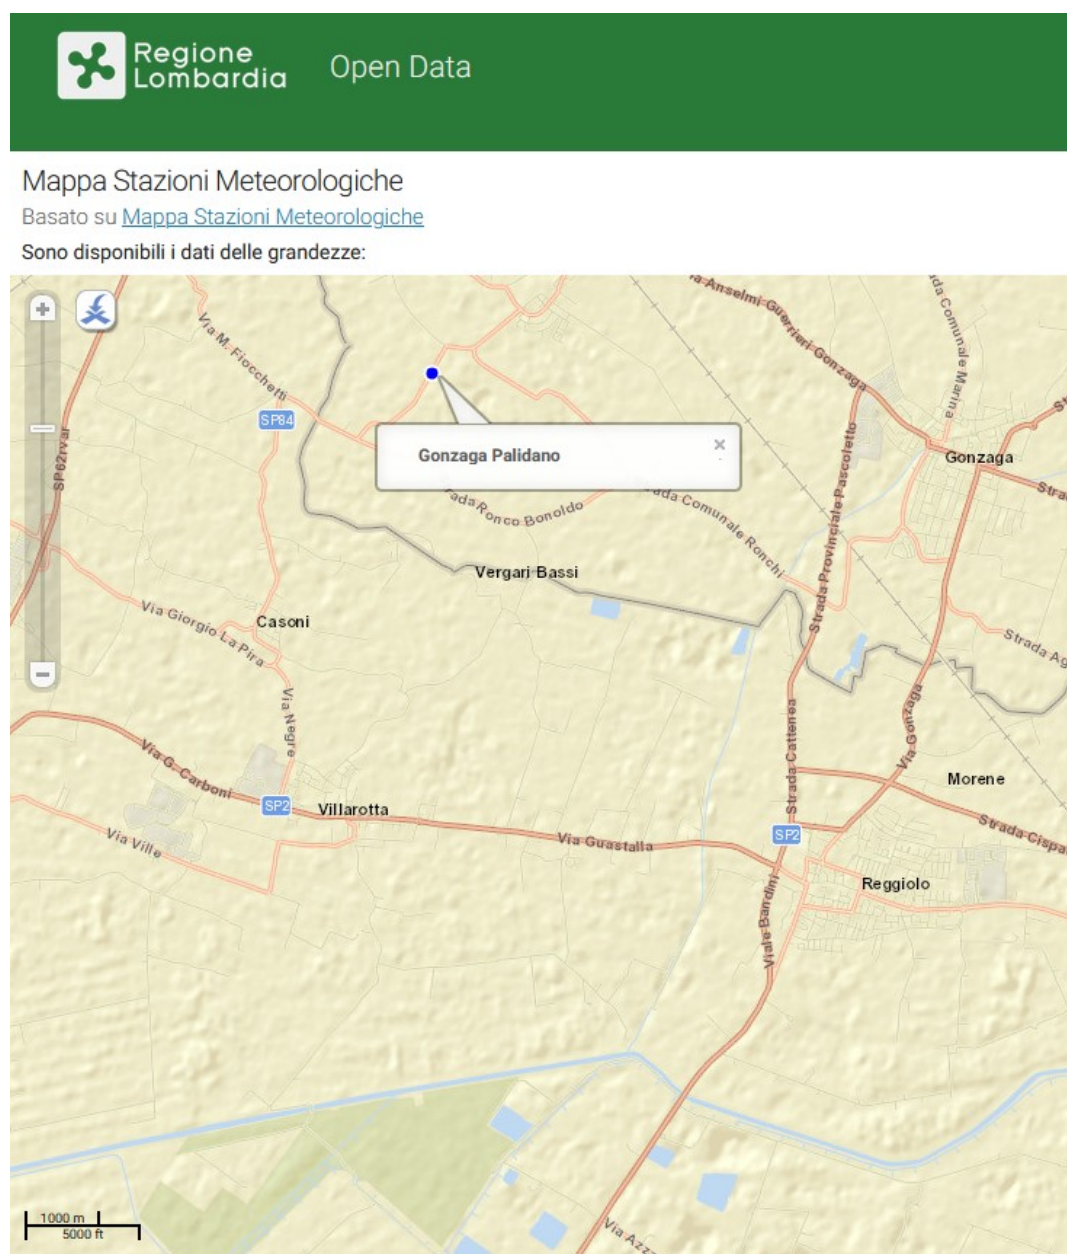 Regione
Lombardia
Open Data
Mappa Stazioni Meteorologiche
Basato su Mappa Stazioni Meteorologiche
Sono disponibili i dati delle grandezze:
Via M. Fiocchetti
SP84
SP62rvar
Gonzaga Palidano
Strada Comunale Marina
Gonzaga
Strada Provinciale Pascoletto
Ronco Bonoldo
Comunale Ronchi
Vergari Bassi
Casoni
Via Giorgio La Pira
Via Negre
Strada Cattenea
Via Gonzaga
Morene
Via G. Carboni
SP2
Villarotta
Via Ville
Via Guastalla
SP2
Reggiolo
Viale Bandini
1000 m
5000 ft